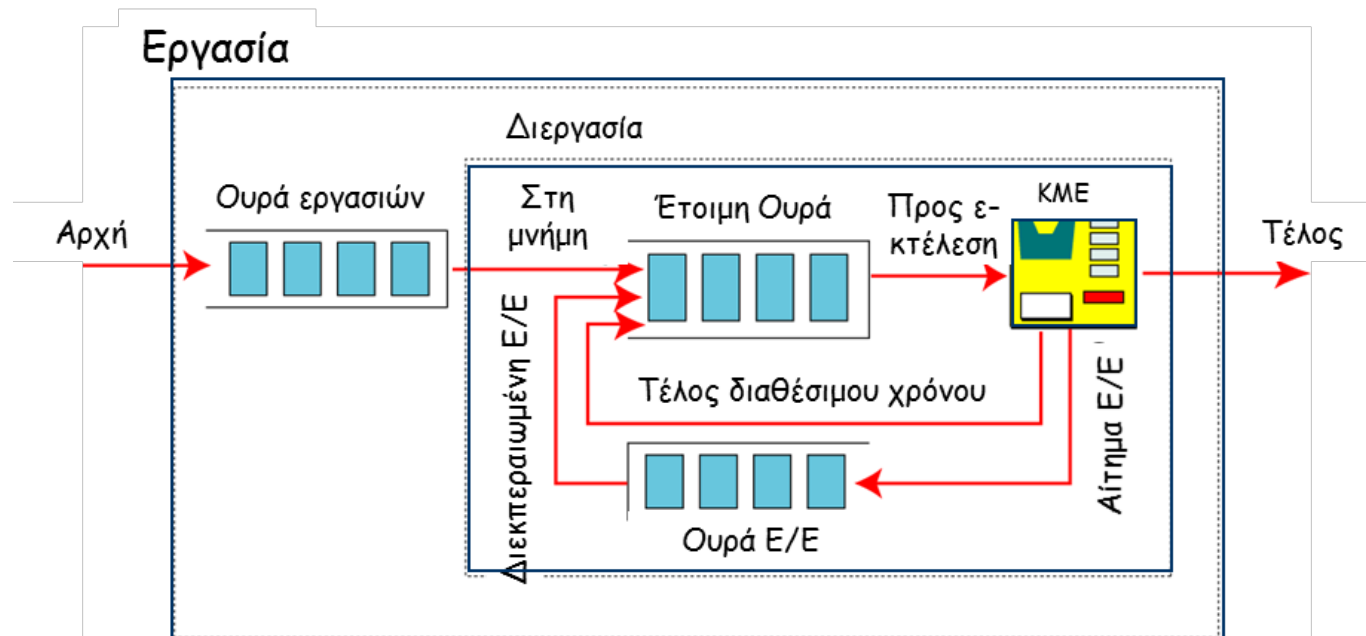 Εργασία
Διεργασία
Ουρά εργασιών
Στη
μνήμη
Έτοιμη Ουρά
Προς ε-
κτέλεση
ΚΜΕ
Αρχή
Τέλος
Διεκπεραιωμένη Ε/Ε
Τέλος διαθέσιμου χρόνου
Αίτημα Ε/Ε
Ουρά Ε/Ε